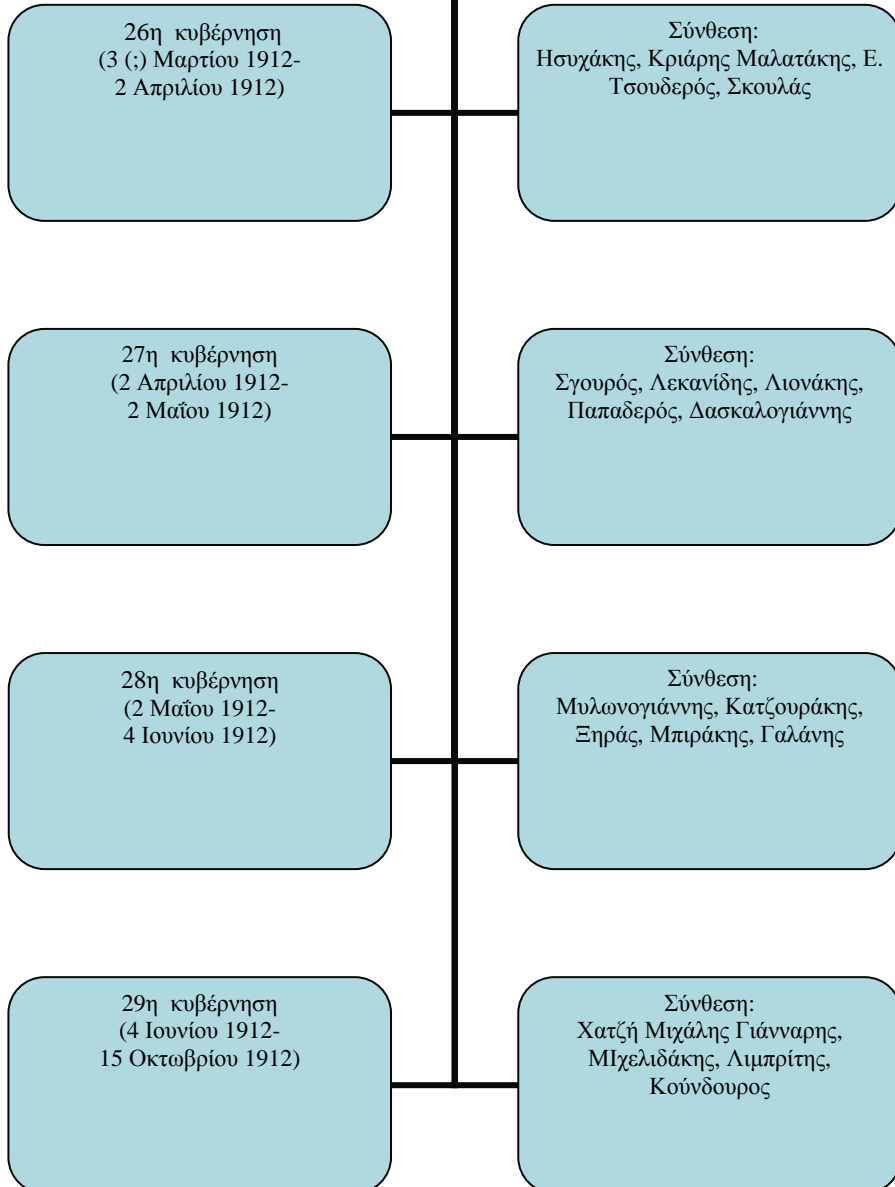 26η κυβέρνηση
(3 (;) Μαρτίου 1912-
2 Απριλίου 1912)
Σύνθεση:
Ησυχάκης, Κριάρης Μαλατάκης, Ε.
Τσουδερός, Σκουλάς
27η κυβέρνηση
(2 Απριλίου 1912-
2 Μαΐου 1912)
Σύνθεση:
Σγουρός, Λεκανίδης, Λιονάκης,
Παπαδερός, Δασκαλογιάννης
28η κυβέρνηση
(2 Μαΐου 1912-
4 Ιουνίου 1912)
Σύνθεση:
Μυλωνογιάννης, Κατζουράκης,
Ξηράς, Μπιράκης, Γαλάνης
29η κυβέρνηση
(4 Ιουνίου 1912-
15 Οκτωβρίου 1912)
Σύνθεση:
Χατζή Μιχάλης Γιάνναρης,
ΜΙχελιδάκης, Λιμπρίτης,
Κούνδουρος